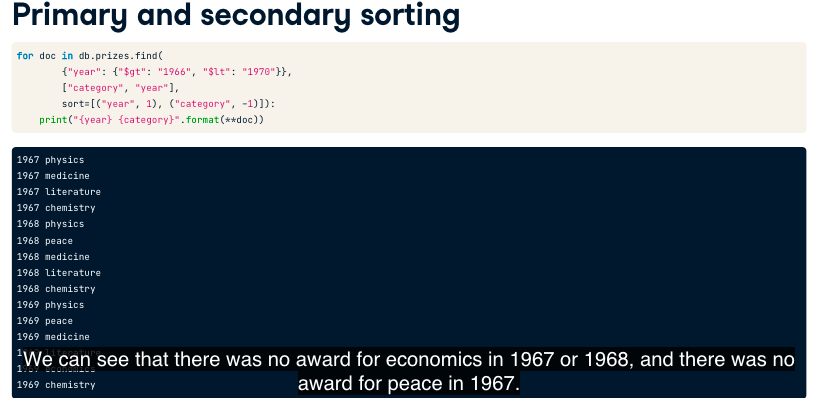 Primary and secondary sorting
for doc in db.prizes.find(
{"year": {"$gt": "1966", "$lt": "1970"}},
["category", "year"],
sort=[("year", 1), ("category", -1)]):
print("{year} {category}".format(**doc))
1967 physics
1967 medicine
1967 literature
1967 chemistry
1968 physics
1968 peace
1968 medicine
1968 literature
1968 chemistry
1969 physics
1969 peace
1969 medicine
1969 literature
1969 economics
1969 chemistry
We can see that there was no award for economics in 1967 or 1968, and there was no
award for peace in 1967.